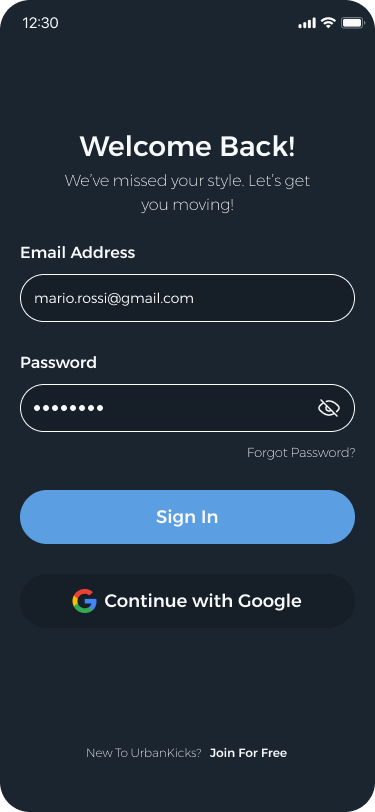 12:30
Welcome Back!
We've missed your style. Let's get
you moving!
Email Address
mario.rossi@gmail.com
Password
Forgot Password?
Sign In
Continue with Google
New To UrbanKicks? Join For Free